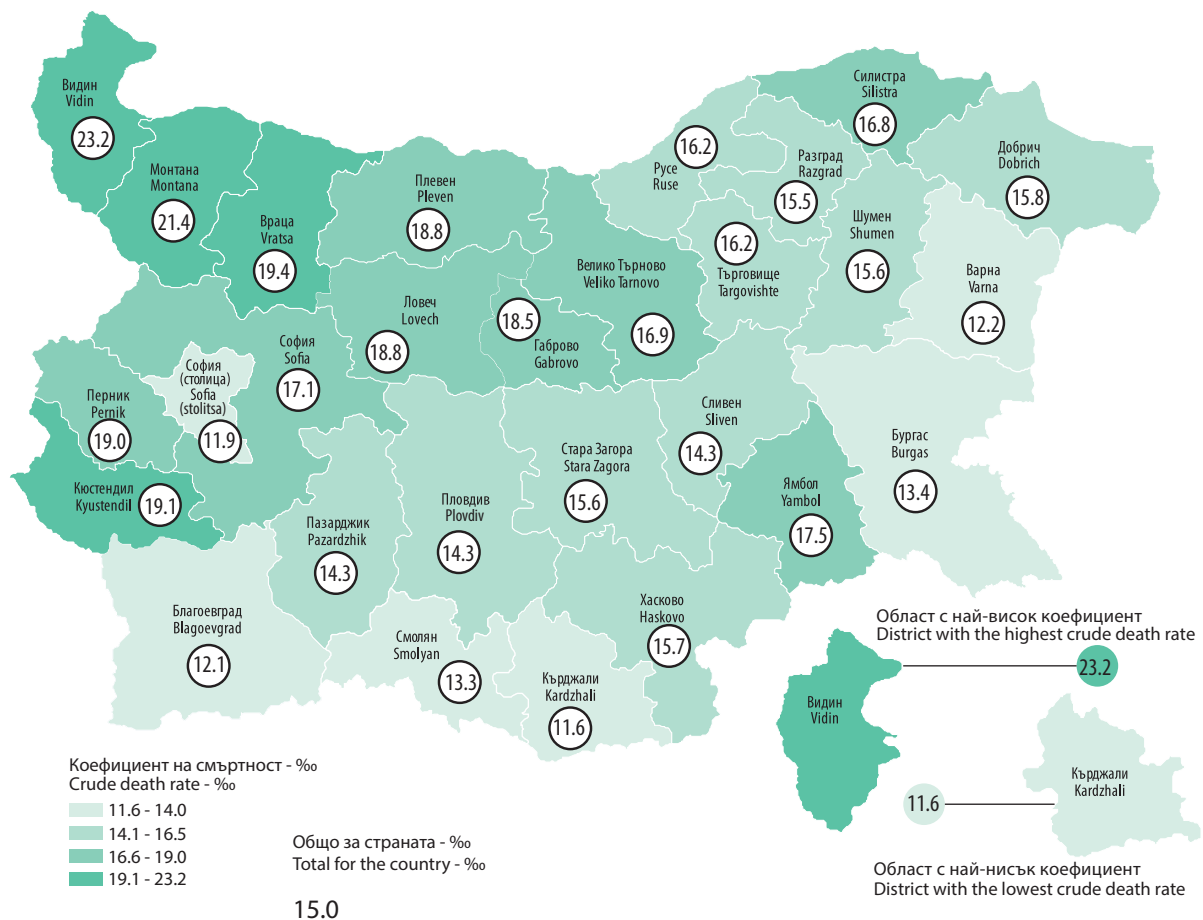 Видин
Vidin
23.2
Монтана
Montana
21.4
Враца
Vratsa
19.4
Плевен
Pleven
18.8
Ловеч
Lovech
18.8
18.5
Габрово
Gabrovo
Велико Търново
Veliko Tarnovo
16.9
16.2
Русе
Ruse
Разград
Razgrad
15.5
Силистра
Silistra
16.8
Добрич
Dobrich
15.8
16.2
Търговище
Targovishte
Шумен
Shumen
15.6
Варна
Varna
12.2
София
Sofia
17.1
София
(столица)
Sofia
(stolitsa)
11.9
Перник
Pernik
19.0
Кюстендил
Kyustendil
19.1
Благоевград
Blagoevgrad
12.1
Пазарджик
Pazardzhik
14.3
Пловдив
Plovdiv
14.3
Смолян
Smolyan
13.3
Кърджали
Kardzhali
11.6
Стара Загора
Stara Zagora
15.6
Хасково
Haskovo
15.7
Сливен
Sliven
14.3
Ямбол
Yambol
17.5
Бургас
Burgas
13.4
Коефициент на смъртност - ‰
Crude death rate - ‰
11.6 - 14.0
14.1 - 16.5
16.6 - 19.0
19.1 - 23.2
Общо за страната - ‰
Total for the country - ‰
15.0
Област с най-висок коефициент
District with the highest crude death rate
23.2
Видин
Vidin
Кърджали
Kardzhali
11.6
Област с най-нисък коефициент
District with the lowest crude death rate